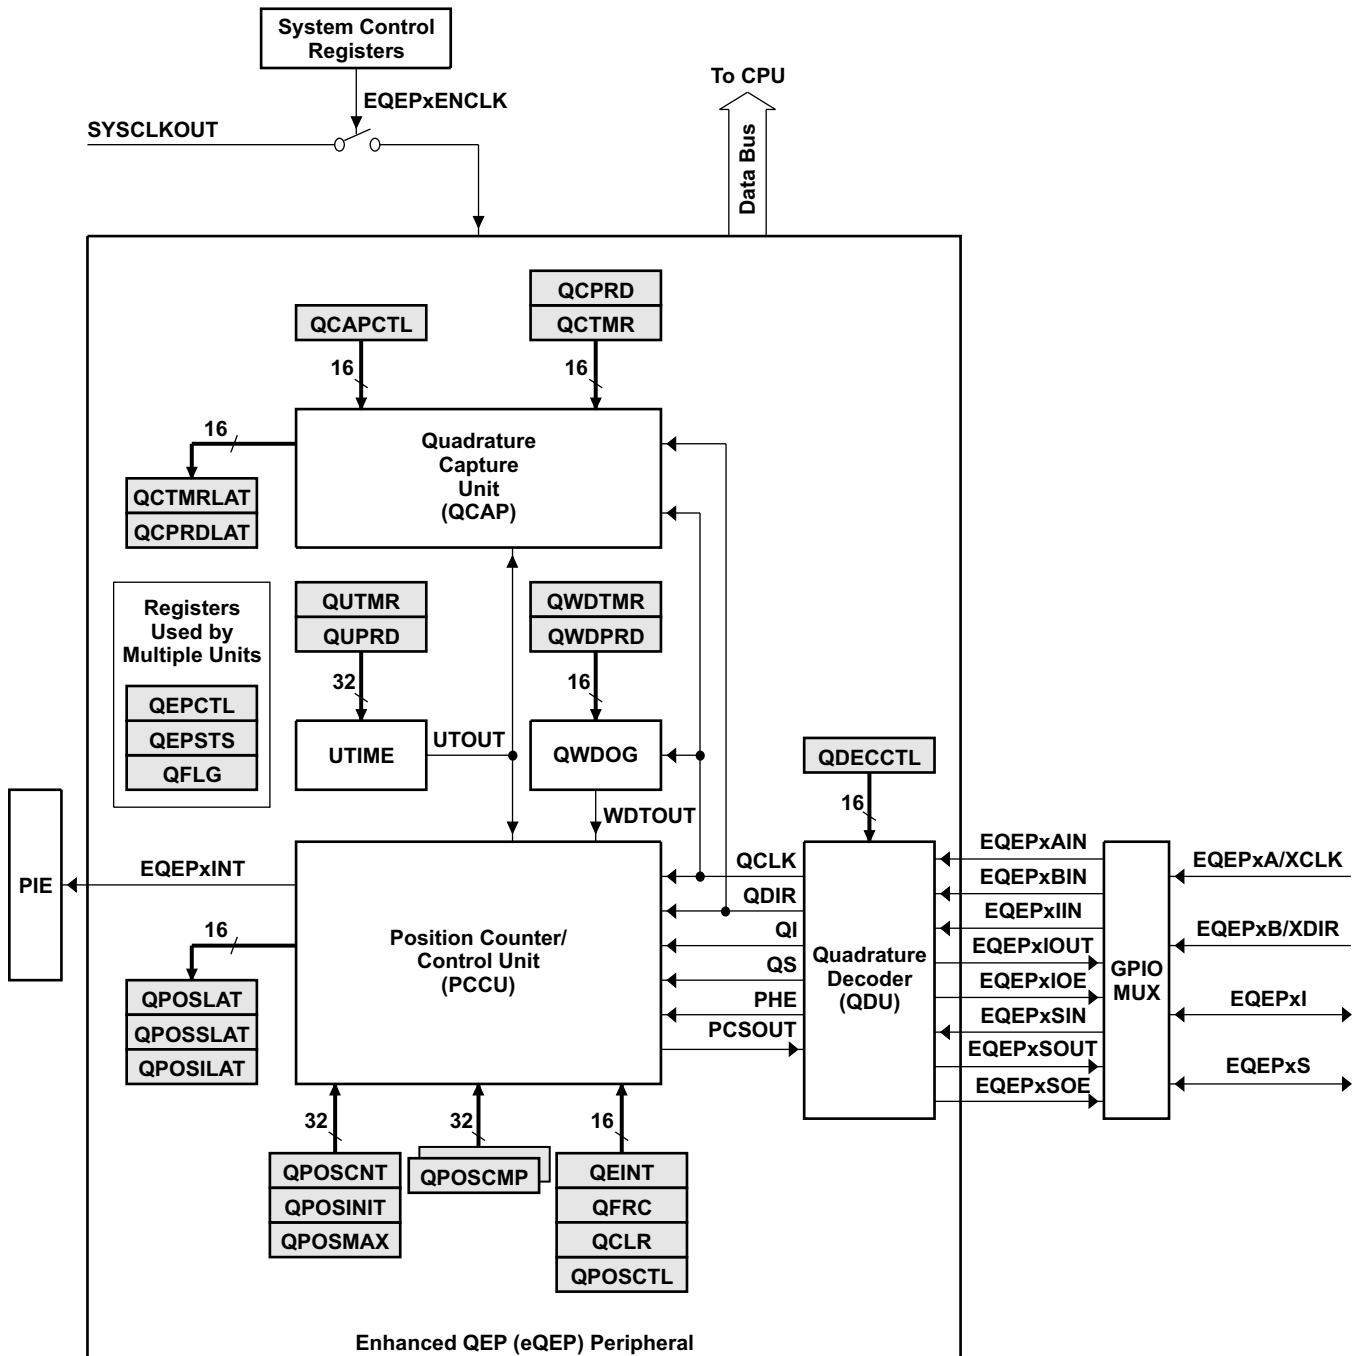 System Control
Registers
To CPU
EQEPxENCLK
SYSCLKOUT
Data Bus
QCPRD
QCAPCTL
QCTMR
16
16
16
Quadrature
Capture
Unit
(QCAP)
QCTMRLAT
QCPRDLAT
Registers
Used by
Multiple Units
QEPCTL
QEPSTS
QFLG
QUTMR
QUPRD
QWDTMR
QWDPRD
32
16
UTIME
UTOUT
QWDOG
QDECCTL
WDTOUT
16
PIE
EQEPxINT
16
Position Counter/
Control Unit
(PCCU)
QCLK
QDIR
QI
QS
PHE
PCSOUT
Quadrature
Decoder
(QDU)
EQEPxAIN
EQEPxBIN
EQEPxIIN
EQEPxIOUT
EQEPxIOE
EQEPxSIN
EQEPxSOUT
EQEPxSOE
GPIO
MUX
EQEPxA/XCLK
EQEPxB/XDIR
EQEPxI
EQEPxS
QPOSLAT
QPOSSLAT
QPOSILAT
32
32
16
QPOSCNT
QPOSINIT
QPOSMAX
QPOSCMP
QEINT
QFRC
QCLR
QPOSCTL
Enhanced QEP (eQEP) Peripheral